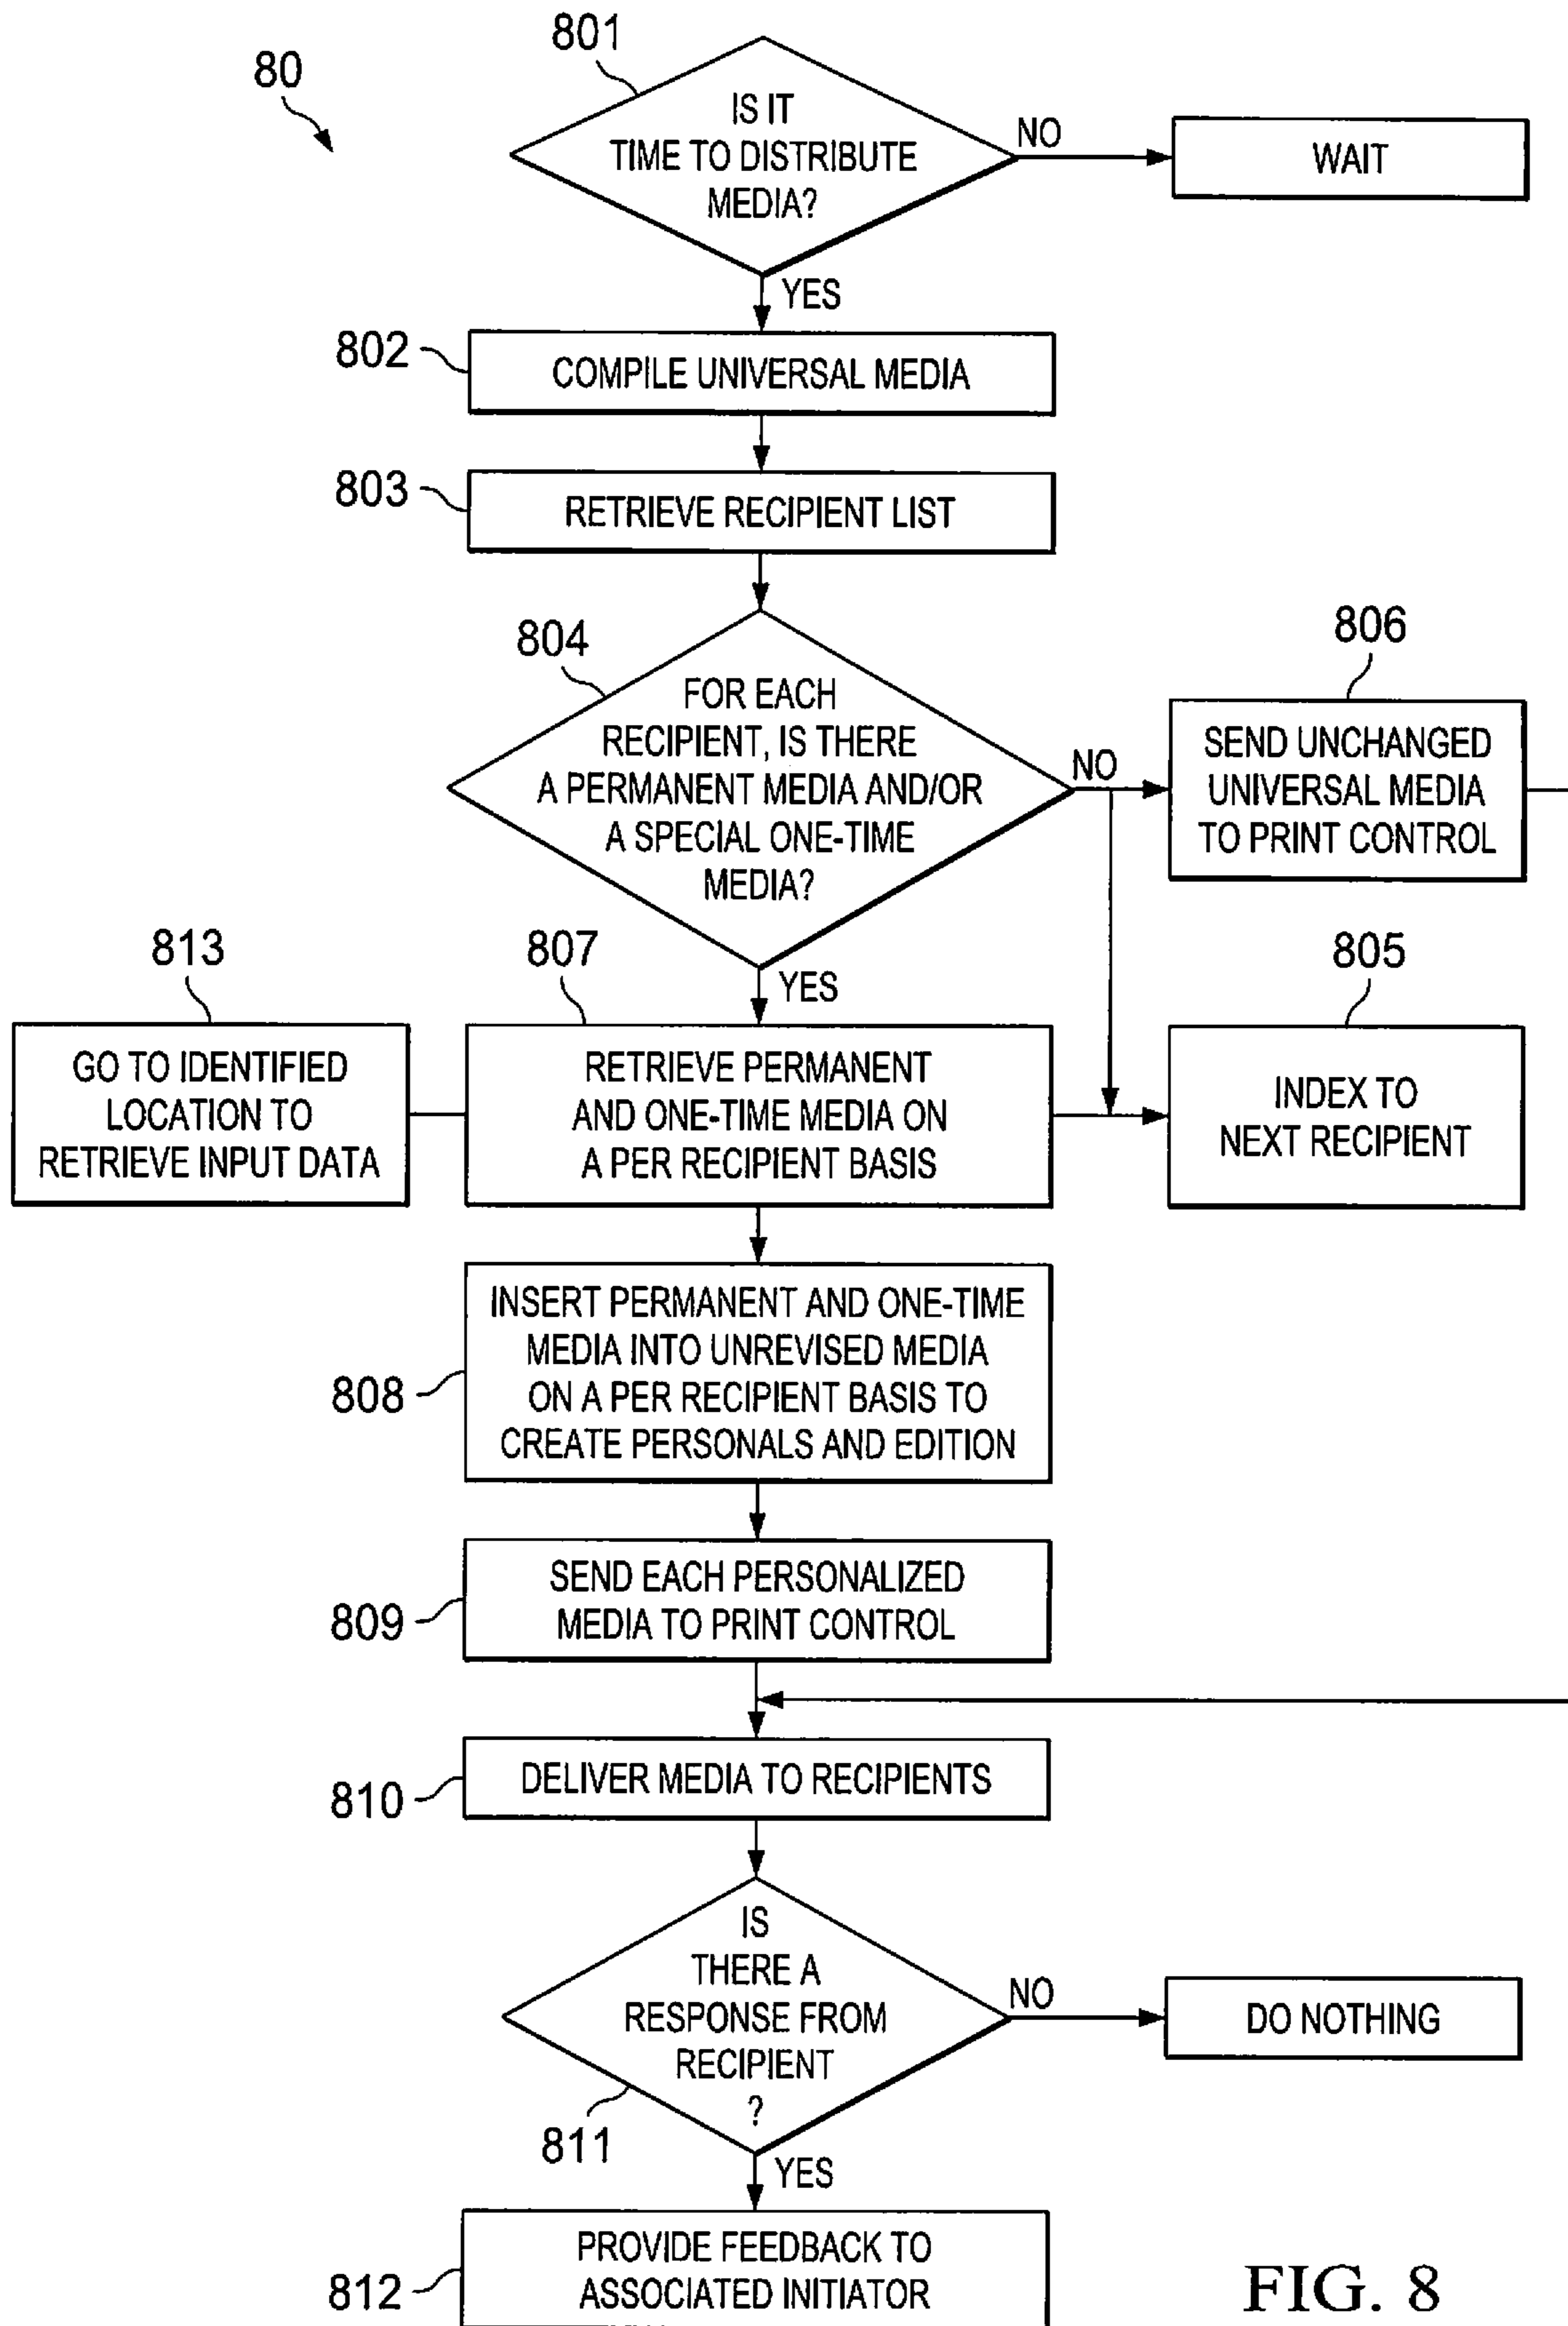 80
801
IS IT
TIME TO DISTRIBUTE
MEDIA?
NO
WAIT
YES
802
COMPILE UNIVERSAL MEDIA
803
RETRIEVE RECIPIENT LIST
804
FOR EACH
RECIPIENT, IS THERE
A PERMANENT MEDIA AND/OR
A SPECIAL ONE-TIME
MEDIA?
NO
806
SEND UNCHANGED
UNIVERSAL MEDIA
TO PRINT CONTROL
YES
813
GO TO IDENTIFIED
LOCATION TO
RETRIEVE INPUT DATA
807
RETRIEVE PERMANENT
AND ONE-TIME MEDIA ON
A PER RECIPIENT BASIS
805
INDEX TO
NEXT RECIPIENT
808
INSERT PERMANENT AND ONE-TIME
MEDIA INTO UNREVISED MEDIA
ON A PER RECIPIENT BASIS TO
CREATE PERSONALS AND EDITION
809
SEND EACH PERSONALIZED
MEDIA TO PRINT CONTROL
810
DELIVER MEDIA TO RECIPIENTS
811
IS
THERE A
RESPONSE FROM
RECIPIENT
?
NO
DO NOTHING
YES
812
PROVIDE FEEDBACK TO
ASSOCIATED INITIATOR
FIG. 8